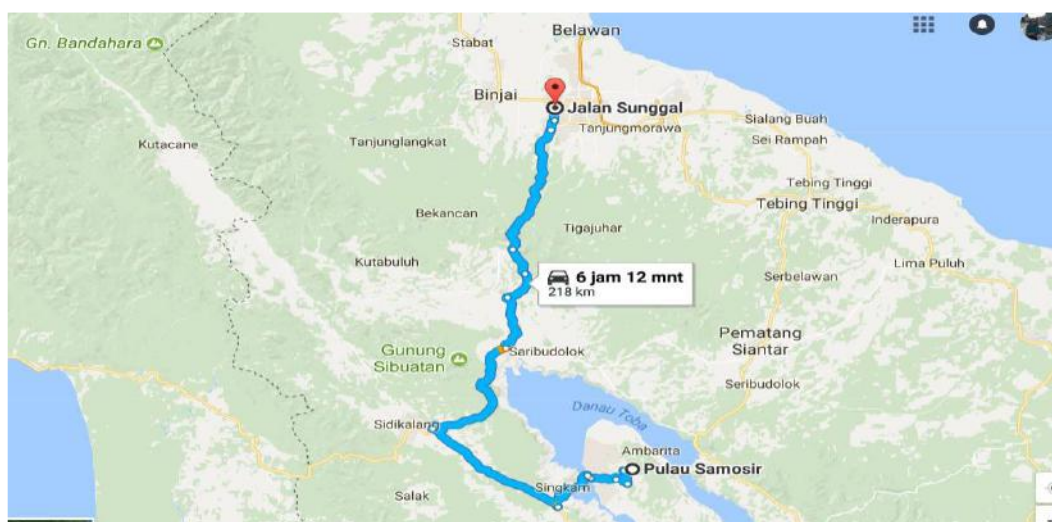 Belawan
Gn. Bandahara
Stabat
Binjai
Jalan Sunggal
Tanjungmorawa
Sialang Buah
Sei Rampah
Kutacane
Tanjunglangkat
Tebing Tinggi
Tebing Tinggi
Bekancan
Tigajuhar
Inderapura
Kutabuluh
Lima Puluh
6 jam 12 mnt
218 km
Serbelawan
Pematang
Siantar
Gunung
Sibuatan
Saribudolok
Seribudolok
Danau Toba
Sidikalang
Ambarita
Pulau Samosir
Singkam
Salak